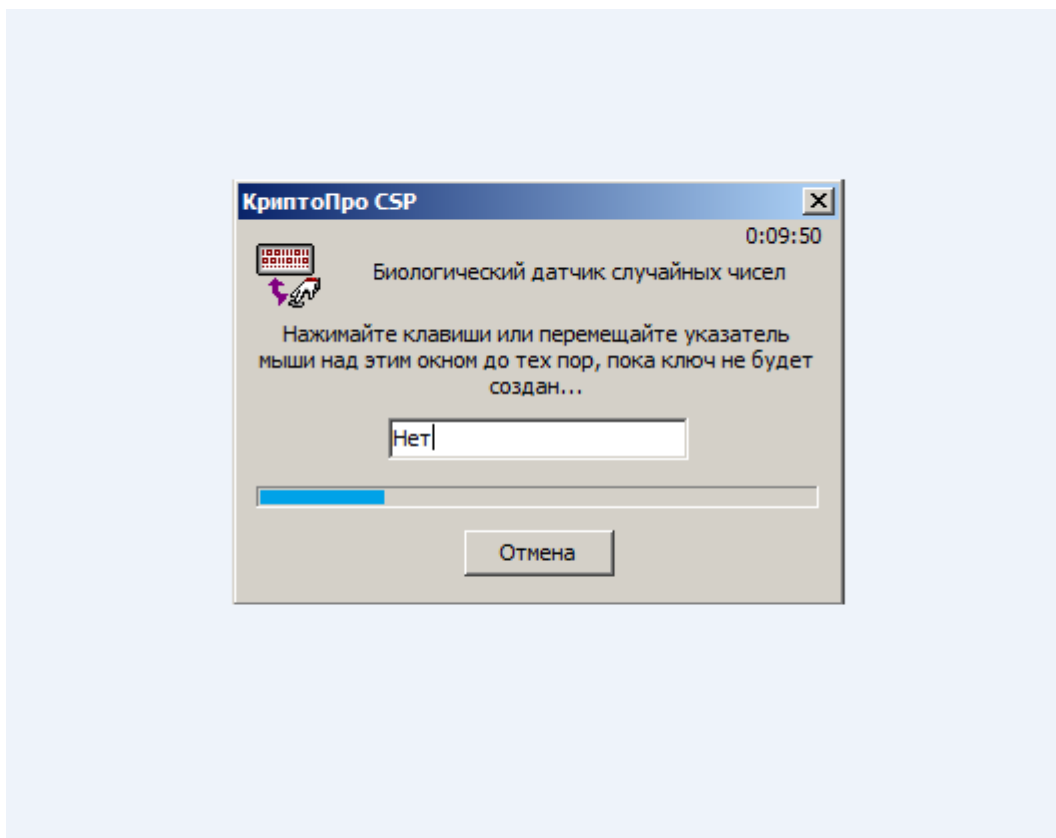 КриптоПро CSP
0:09:50
Биологический датчик случайных чисел
Нажимайте клавиши или перемещайте указатель
мыши над этим окном до тех пор, пока ключ не будет
создан...
Нет
Отмена